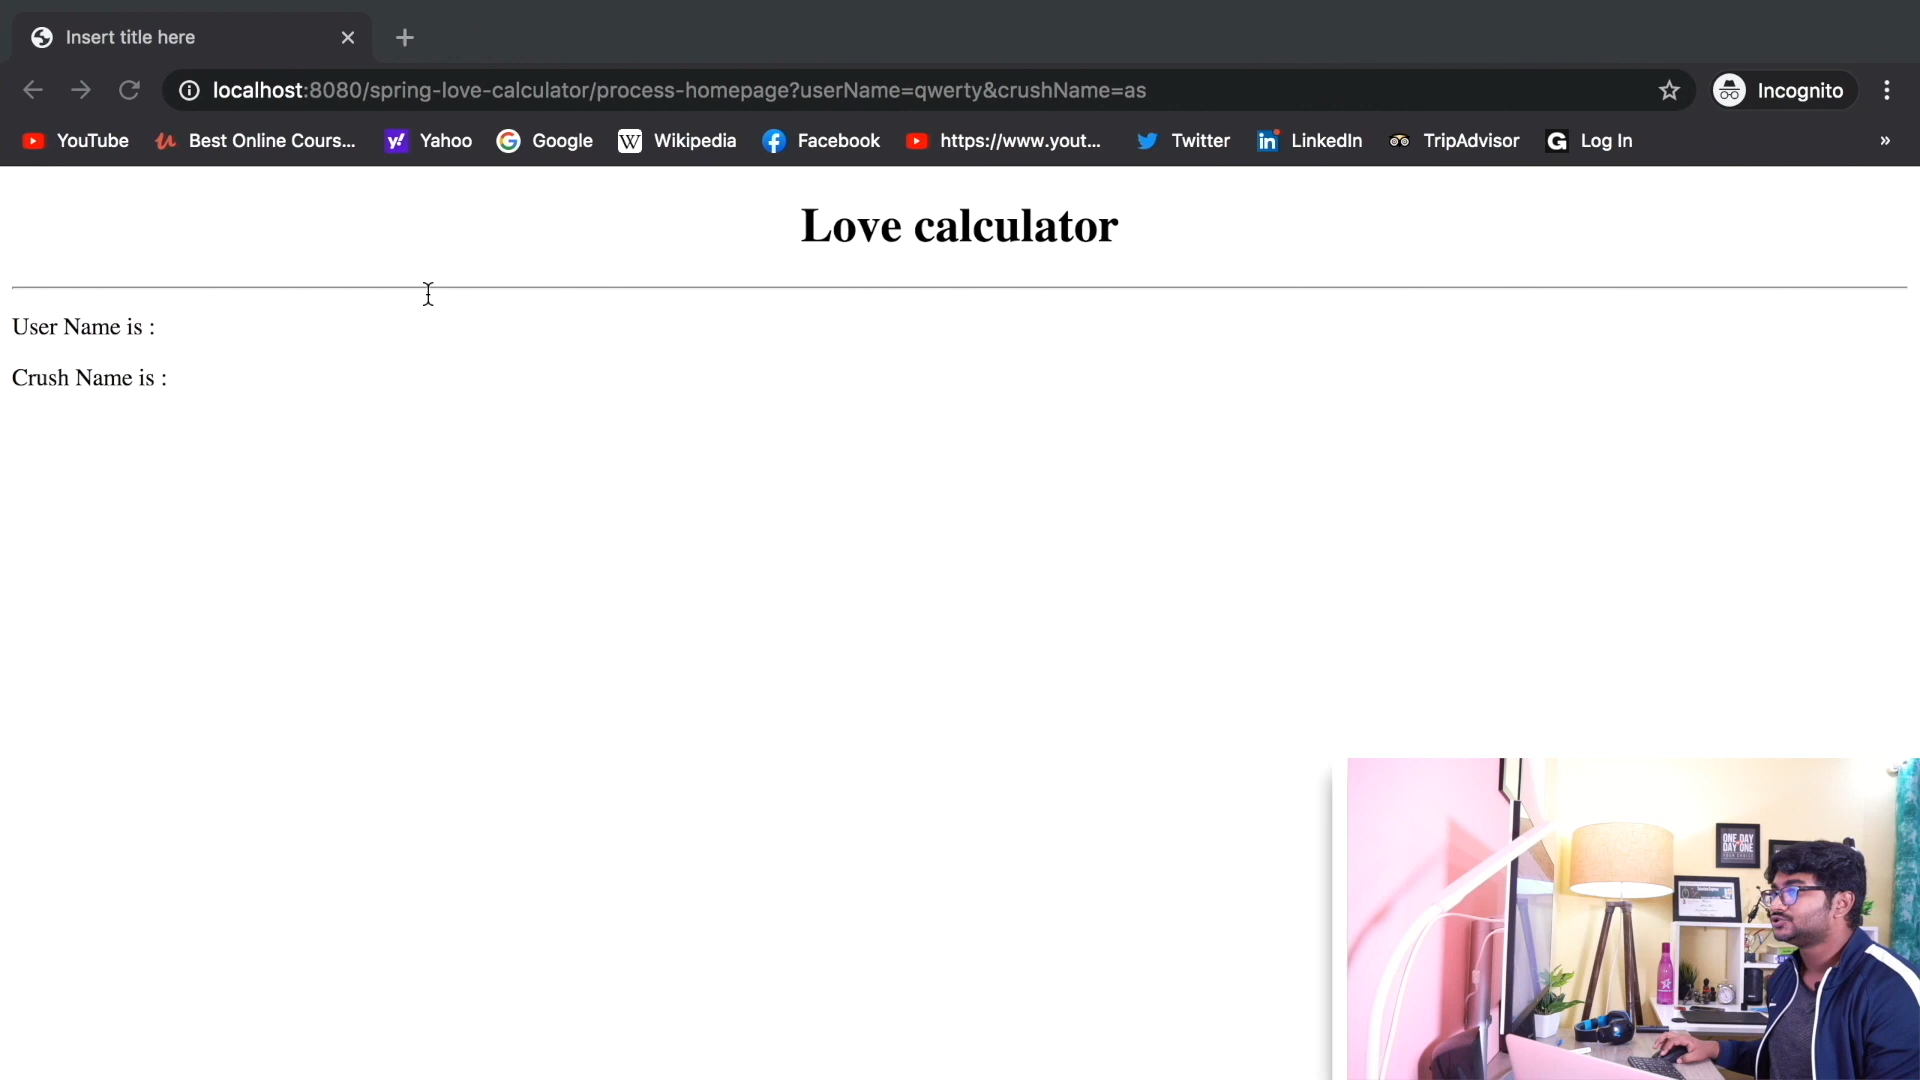 Insert title here
localhost:8080/spring-love-calculator/process-homepage?userName=qwerty&crushName=as
Incognito
YouTube
Best Online Cours...
Yahoo
Google
Wikipedia
Facebook
https://www.yout...
Twitter
LinkedIn
TripAdvisor
Log In
»
Love calculator
User Name is :
Crush Name is :
ONE DAY
DAY ONE
YOUR CHOICE